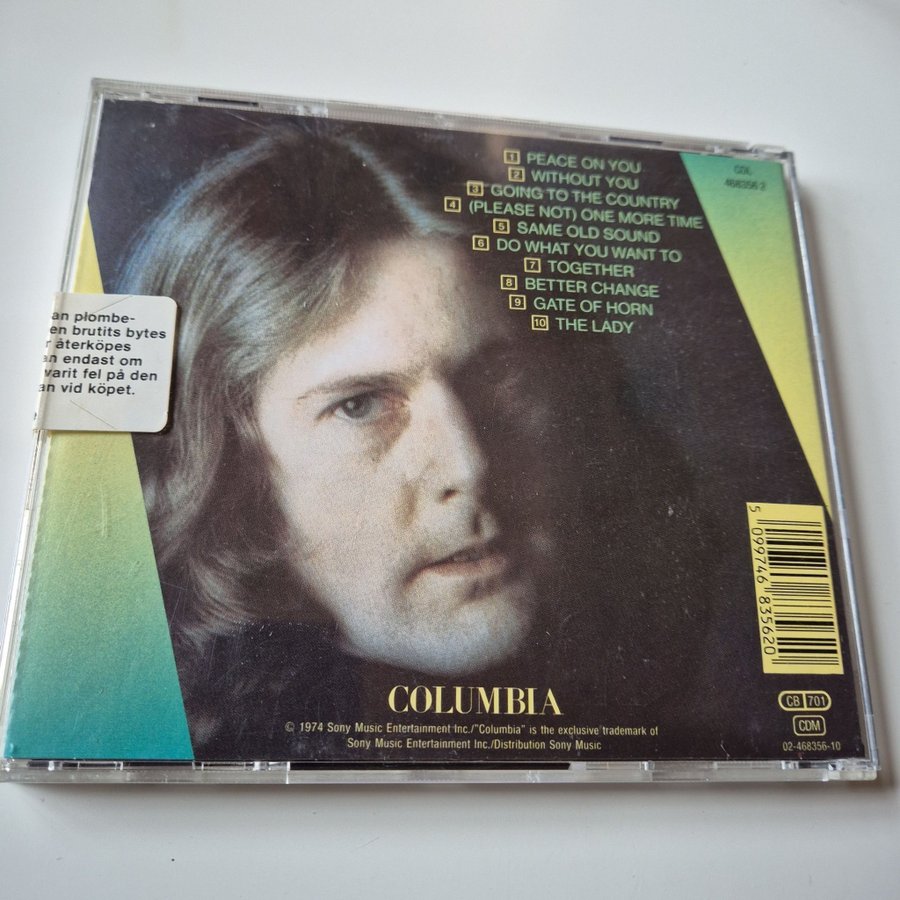 1 PEACE ON YOU
2 WITHOUT YOU
3 GOING TO THE COUNTRY
4 (PLEASE NOT) ONE MORE TIME
5 SAME OLD SOUND
6 DO WHAT YOU WANT TO
7 TOGETHER
8 BETTER CHANGE
9 GATE OF HORN
10 THE LADY
COL
468356 2
an plombe-
en brutits bytes
r återköpes
an endast om
varit fel på den
an vid köpet.
5 099746 835620
COLUMBIA
© 1974 Sony Music Entertainment Inc./"Columbia" is the exclusive trademark of
Sony Music Entertainment Inc./Distribution Sony Music
CB 701
CDM
02-468356-10